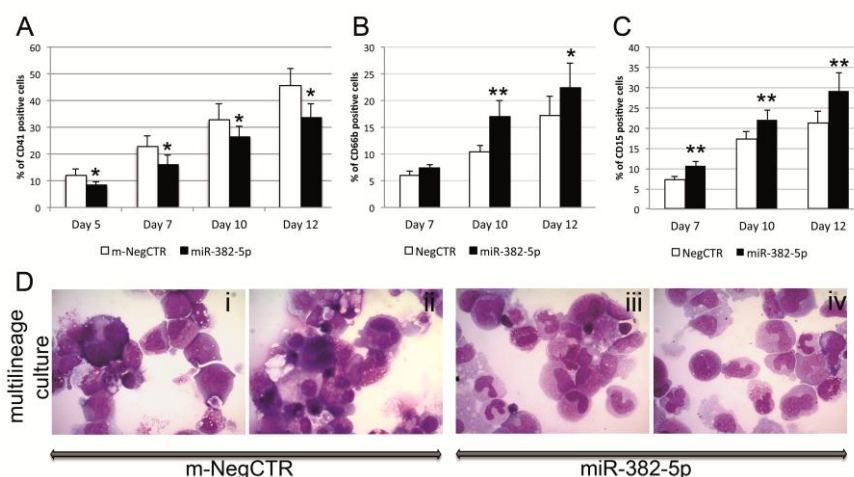 A
% of CD41 positive cells
60
50
40
30
20
10
0
*
*
*
*
Day 5 Day 7 Day 10 Day 12
m-NegCTR miR-382-5p
B
% of CD66b positive cells
30
25
20
15
10
5
0
**
*
Day 7 Day 10 Day 12
NegCTR miR-382-5p
C
% of CD15 positive cells
40
35
30
25
20
15
10
5
0
**
**
**
Day 7 Day 10 Day 12
NegCTR miR-382-5p
D
multilineage
culture
i
ii
iii
iv
m-NegCTR
miR-382-5p